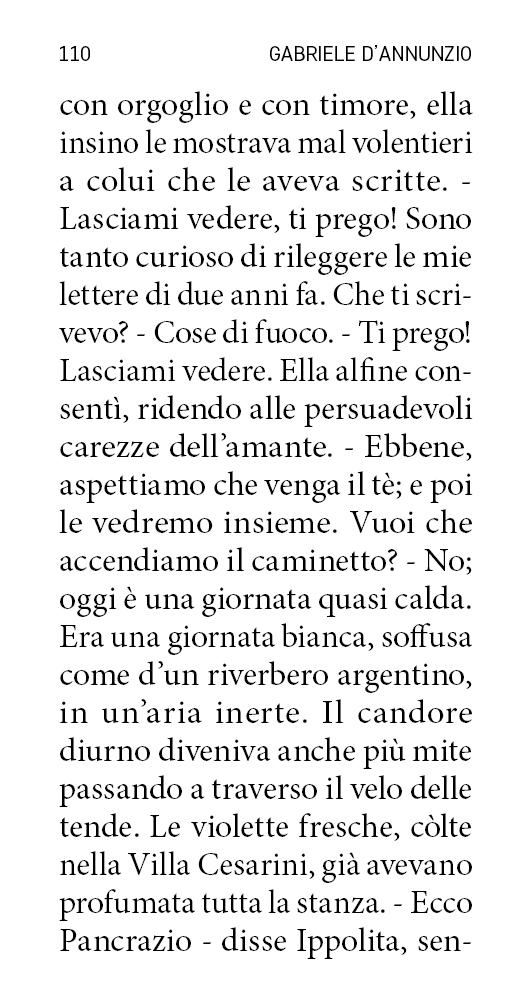 110 GABRIELE D'ANNUNZIO
con orgoglio e con timore, ella
insino le mostrava mal volentieri
a colui che le aveva scritte. -
Lasciami vedere, ti prego! Sono
tanto curioso di rileggere le mie
lettere di due anni fa. Che ti scri-
vevo? - Cose di fuoco. - Ti prego!
Lasciami vedere. Ella alfine con-
sentì, ridendo alle persuadevoli
carezze dell’amante. - Ebbene,
aspettiamo che venga il tè; e poi
le vedremo insieme. Vuoi che
accendiamo il caminetto? - No;
oggi è una giornata quasi calda.
Era una giornata bianca, soffusa
come d’un riverbero argentino,
in un’aria inerte. Il candore
diurno diveniva anche più mite
passando a traverso il velo delle
tende. Le violette fresche, còlte
nella Villa Cesarini, già avevano
profumata tutta la stanza. - Ecco
Pancrazio - disse Ippolita, sen-